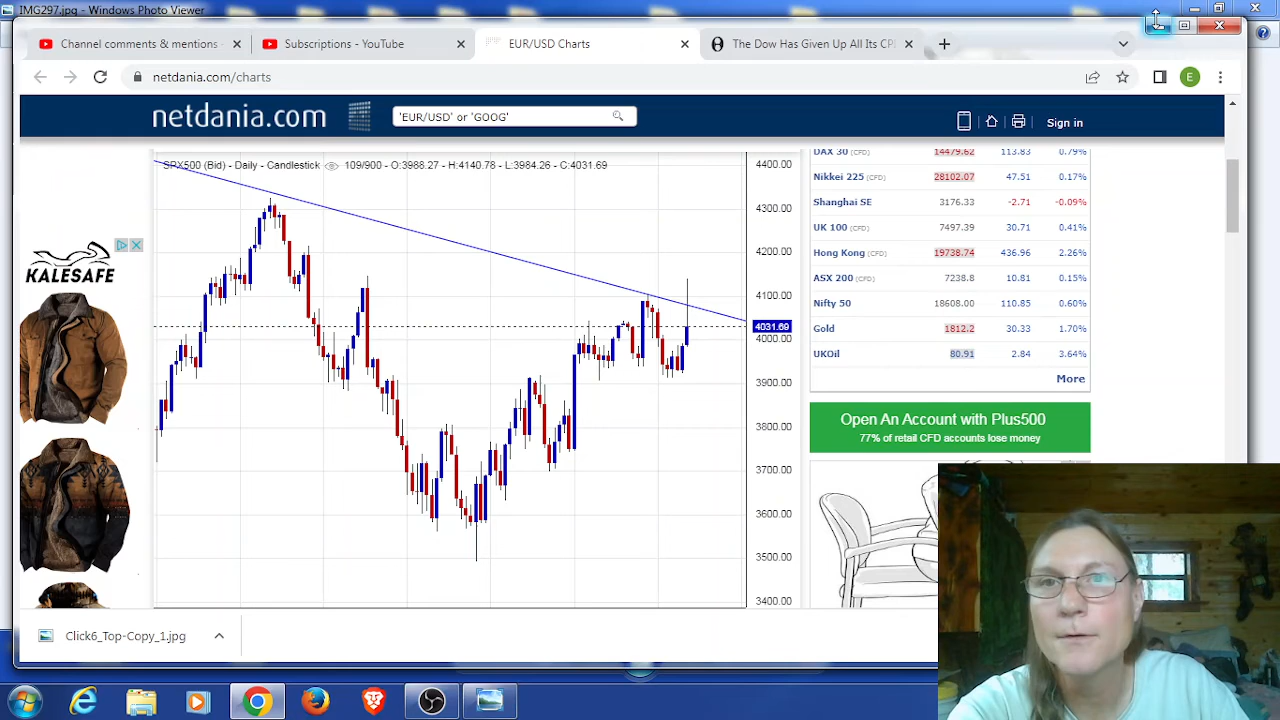 IMG297.jpg - Windows Photo Viewer
Channel comments & mentions
Subscriptions - YouTube
EUR/USD Charts
The Dow Has Given Up All Its CP
netdania.com/charts
E
netdania.com
'EUR/USD' or 'GOOG'
Sign in
SPX500 (Bid) - Daily - Candlestick 109/900 - O:3988.27 - H:4140.78 - L:3984.26 - C:4031.69
4400.00
4300.00
4200.00
4100.00
4031.69
4000.00
3900.00
3800.00
3700.00
3600.00
3500.00
3400.00
DAX 30 (CFD) 14479.62 113.83 0.79%
Nikkei 225 (CFD) 28102.07 47.51 0.17%
Shanghai SE 3176.33 -2.71 -0.09%
UK 100 (CFD) 7497.39 30.71 0.41%
Hong Kong (CFD) 19738.74 436.96 2.26%
ASX 200 (CFD) 7238.8 10.81 0.15%
Nifty 50 18608.00 110.85 0.60%
Gold 1812.2 30.33 1.70%
UKOil 80.91 2.84 3.64%
More
Open An Account with Plus500
77% of retail CFD accounts lose money
KALESAFE
Click6_Top-Copy_1.jpg